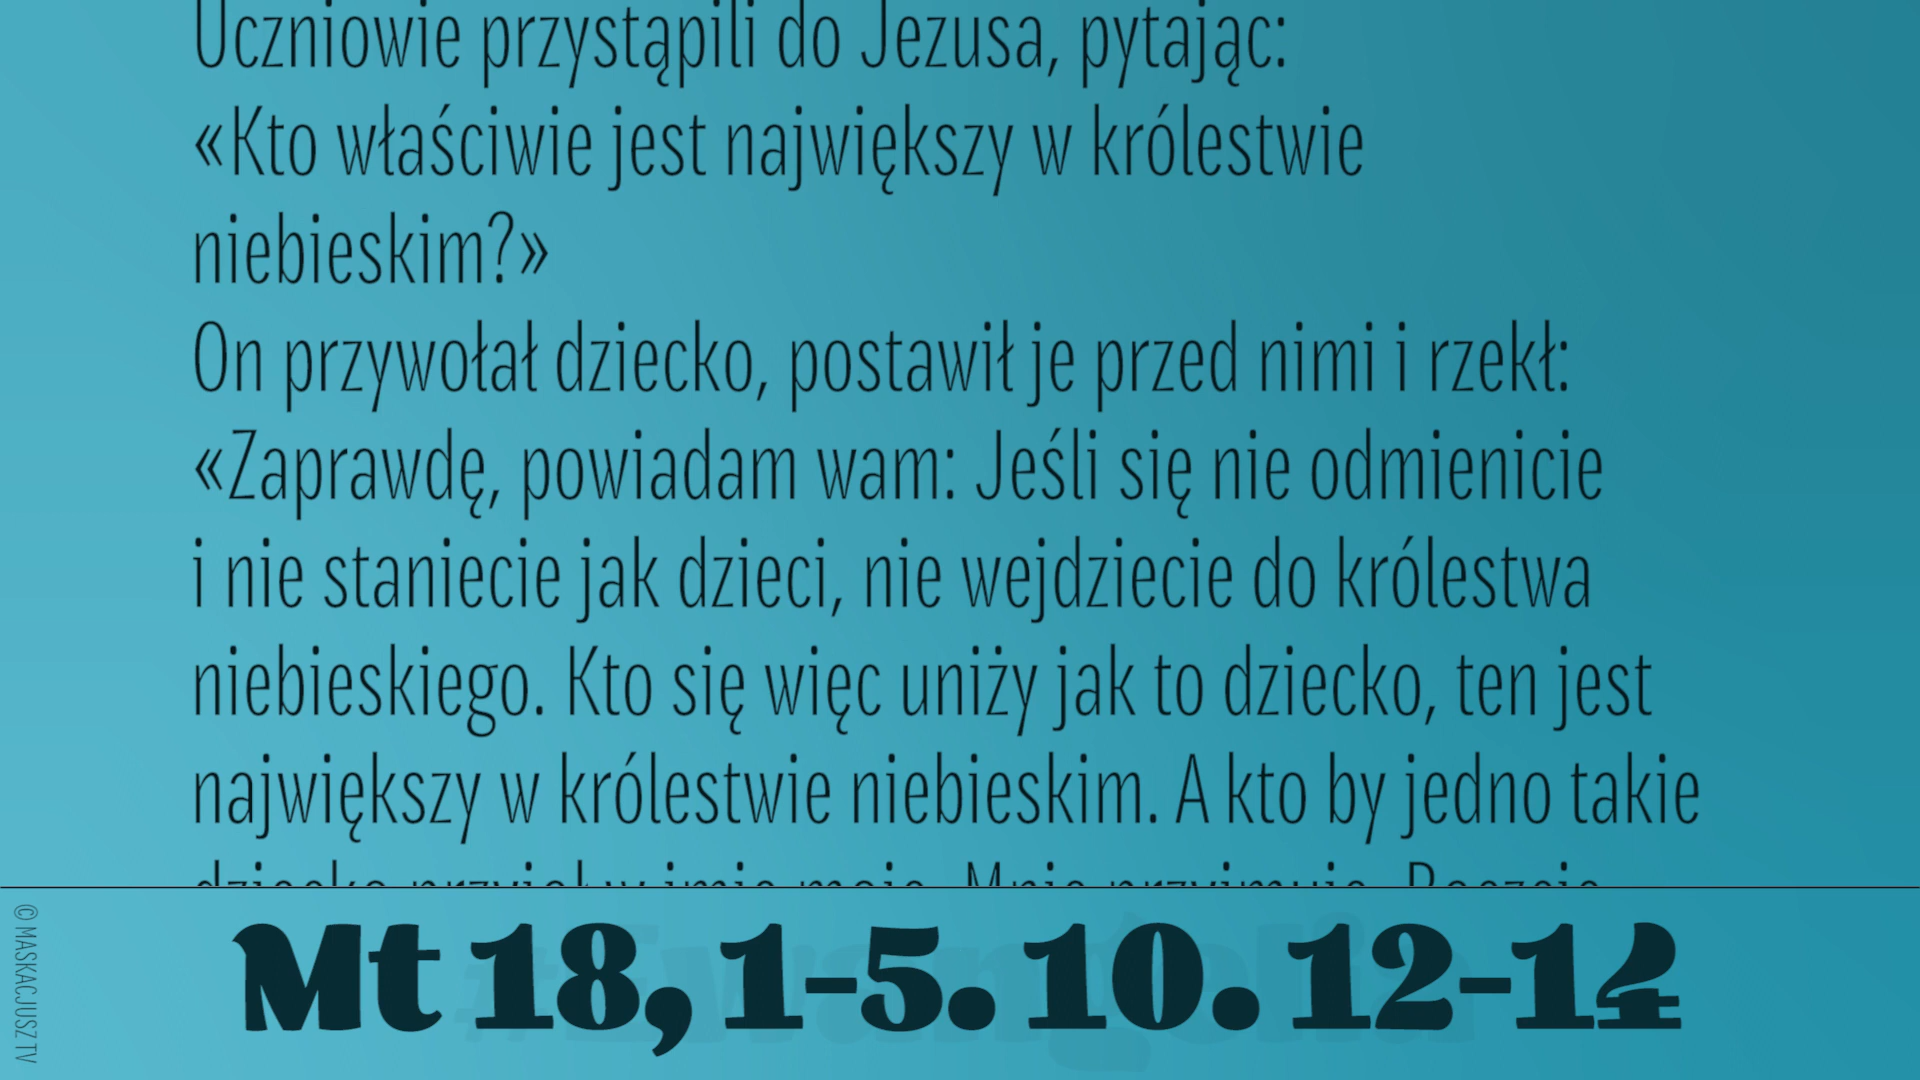 Uczniowie przystąpili do Jezusa, pytając:
«Kto właściwie jest największy w królestwie
niebieskim?»
On przywołał dziecko, postawił je przed nimi i rzekł:
«Zaprawdę, powiadam wam: Jeśli się nie odmienicie
i nie staniecie jak dzieci, nie wejdziecie do królestwa
niebieskiego. Kto się więc uniży jak to dziecko, ten jest
największy w królestwie niebieskim. A kto by jedno takie
Mt 18, 1-5. 10. 12-14
© MASKACJUSZ TV